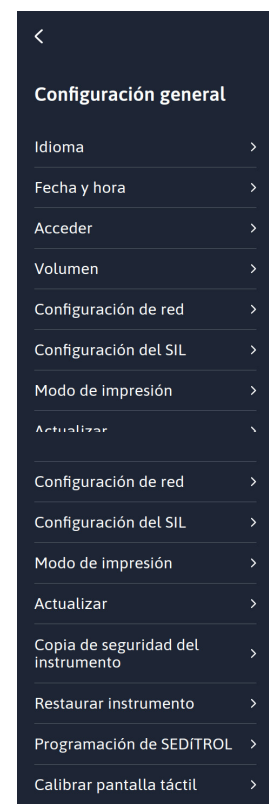 Configuración general
Idioma
Fecha y hora
Acceder
Volumen
Configuración de red
Configuración del SIL
Modo de impresión
Actualizar
Configuración de red
Configuración del SIL
Modo de impresión
Actualizar
Copia de seguridad del
instrumento
Restaurar instrumento
Programación de SEDíTROL
Calibrar pantalla táctil